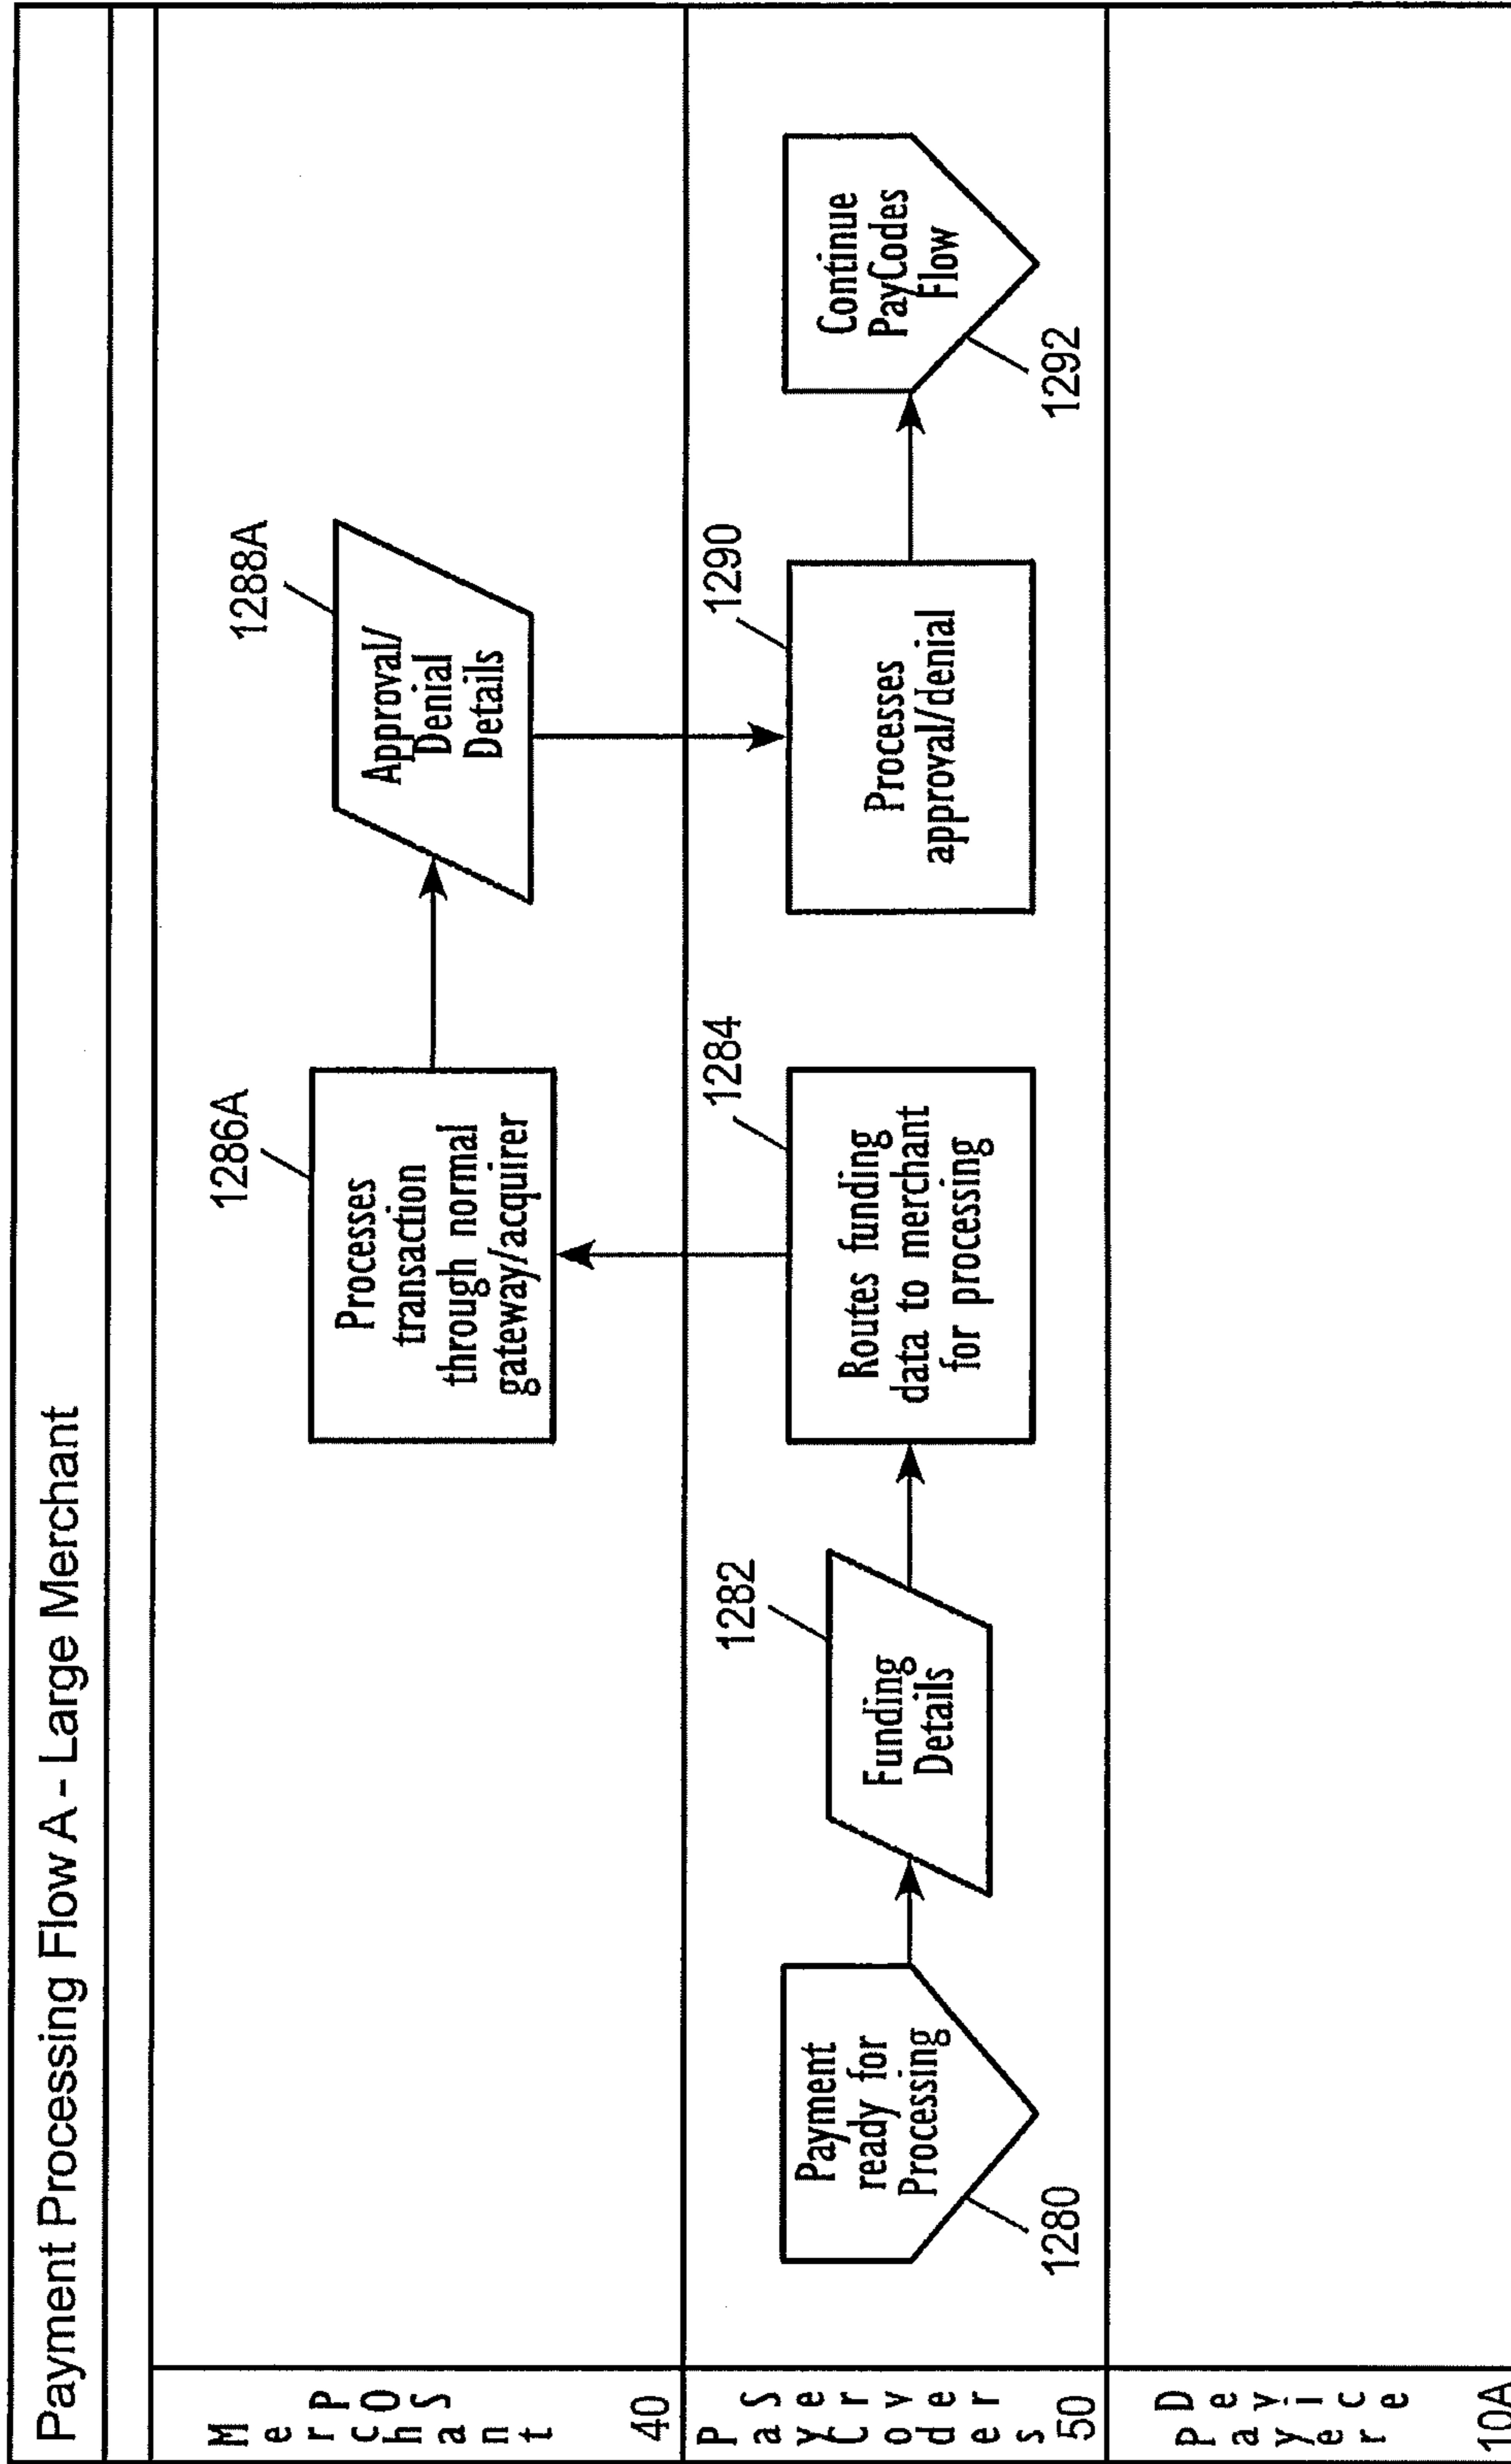 Payment Processing Flow A - Large Merchant
Merchant
POS
40
1286A
Processes
transaction
through normal
gateway/acquirer
1288A
Approval/
Denial
Details
PayCodes
Server
50
Payment
ready for
Processing
1280
1282
Funding
Details
1284
Routes funding
data to merchant
for processing
1290
Processes
approval/denial
Continue
PayCodes
Flow
1292
Payer
Device
10A